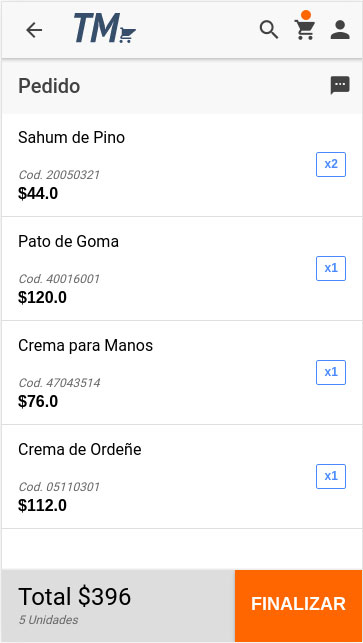 TM
Pedido
Sahum de Pino
x2
Cod. 20050321
$44.0
Pato de Goma
x1
Cod. 40016001
$120.0
Crema para Manos
x1
Cod. 47043514
$76.0
Crema de Ordeñe
x1
Cod. 05110301
$112.0
Total $396
5 Unidades
FINALIZAR